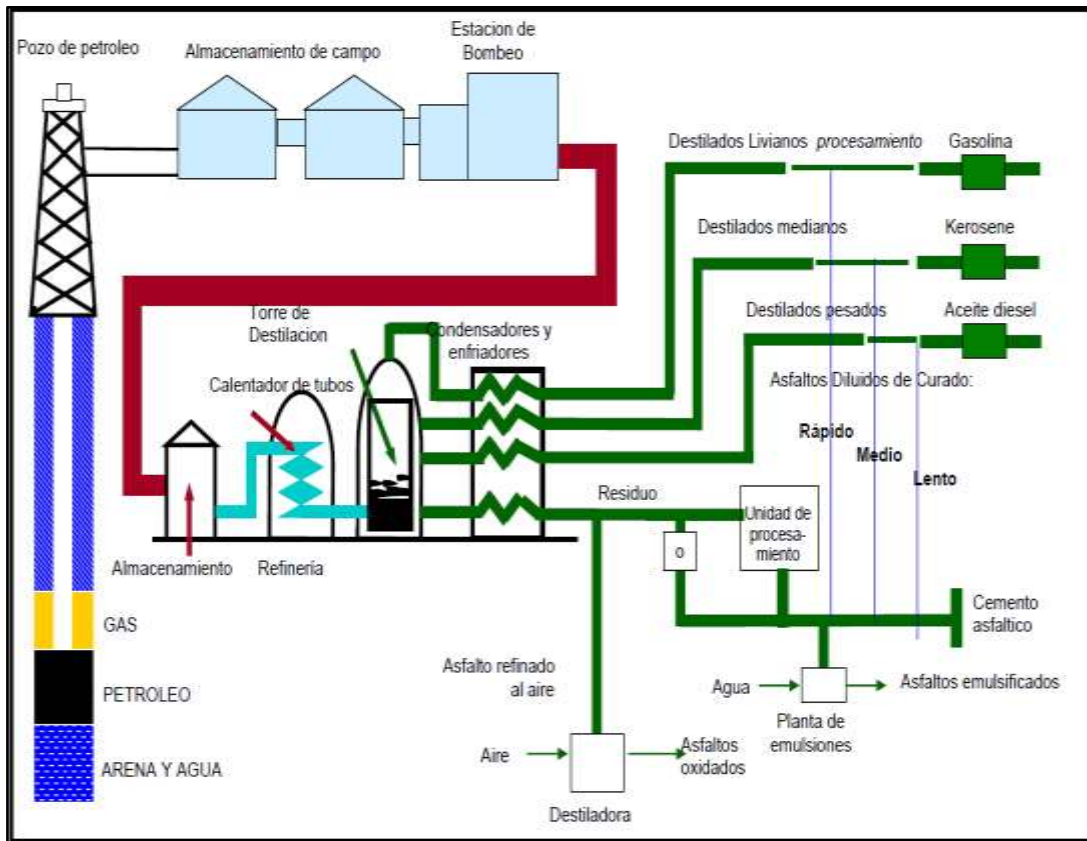 Pozo de petroleo
Almacenamiento de campo
Estacion de
Bombeo
Destilados Livianos procesamiento
Gasolina
Destilados medianos
Kerosene
Destilados pesados
Aceite diesel
Torre de
Destilacion
Condensadores y
enfriadores
Calentador de tubos
Asfaltos Diluidos de Curado:
Rápido
Medio
Lento
Residuo
Unidad de
procesa-
miento
o
Almacenamiento
Refinería
Cemento
asfaltico
GAS
Asfalto refinado
al aire
Agua
Asfaltos emulsificados
PETROLEO
Planta de
emulsiones
Aire
Asfaltos
oxidados
ARENA Y AGUA
Destiladora